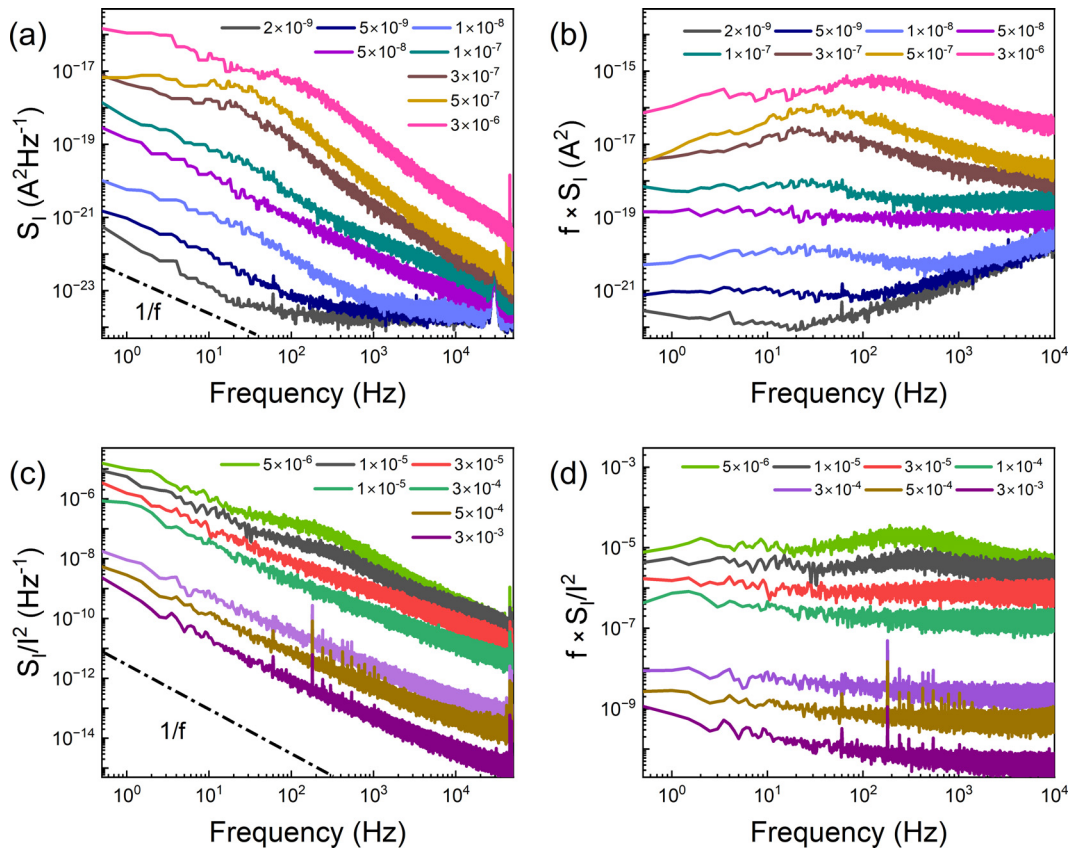 (a)
2×10⁻⁹ 5×10⁻⁹ 1×10⁻⁸
5×10⁻⁸ 1×10⁻⁷
3×10⁻⁷
5×10⁻⁷
3×10⁻⁶
S_I (A²Hz⁻¹)
10⁻¹⁷
10⁻¹⁹
10⁻²¹
10⁻²³
1/f
10⁰ 10¹ 10² 10³ 10⁴
Frequency (Hz)
(b)
2×10⁻⁹ 5×10⁻⁹ 1×10⁻⁸ 5×10⁻⁸
1×10⁻⁷ 3×10⁻⁷ 5×10⁻⁷ 3×10⁻⁶
f × S_I (A²)
10⁻¹⁵
10⁻¹⁷
10⁻¹⁹
10⁻²¹
10⁰ 10¹ 10² 10³ 10⁴
Frequency (Hz)
(c)
5×10⁻⁶ 1×10⁻⁵ 3×10⁻⁵
1×10⁻⁵ 3×10⁻⁴
5×10⁻⁴
3×10⁻³
S_I/I² (Hz⁻¹)
10⁻⁶
10⁻⁸
10⁻¹⁰
10⁻¹²
10⁻¹⁴
1/f
10⁰ 10¹ 10² 10³ 10⁴
Frequency (Hz)
(d)
5×10⁻⁶ 1×10⁻⁵ 3×10⁻⁵ 1×10⁻⁴
3×10⁻⁴ 5×10⁻⁴ 3×10⁻³
f × S_I/I²
10⁻³
10⁻⁵
10⁻⁷
10⁻⁹
10⁰ 10¹ 10² 10³ 10⁴
Frequency (Hz)